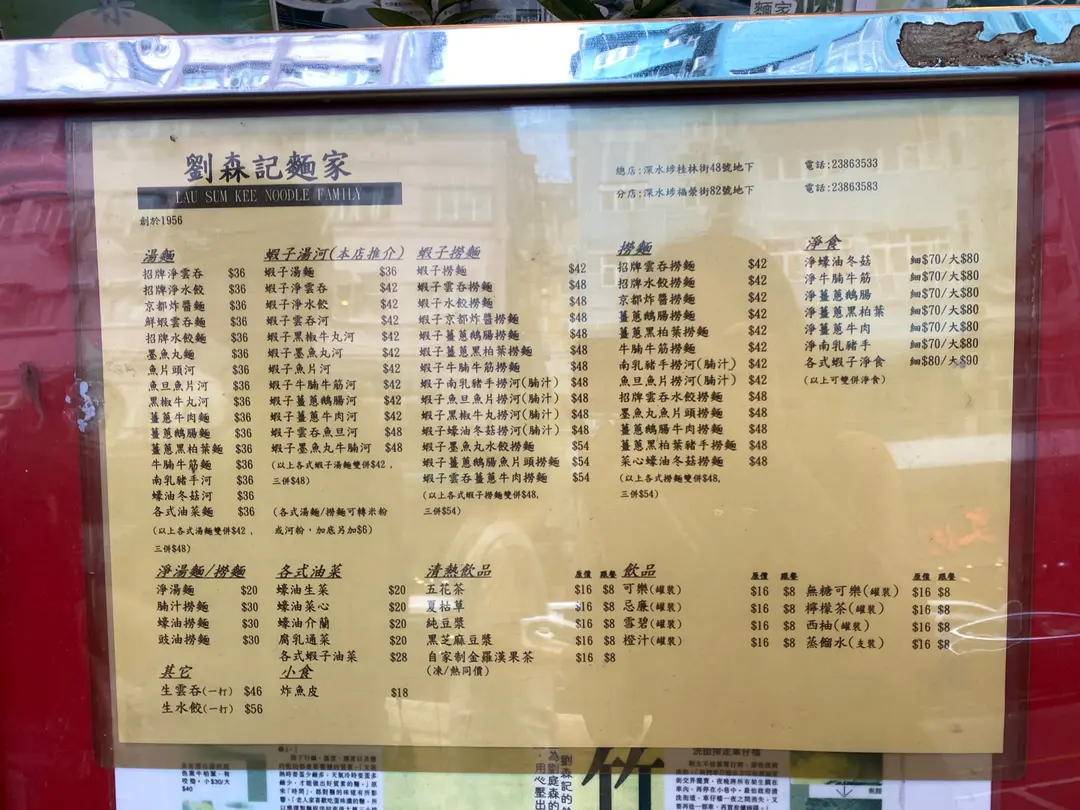 劉森記麵家
LAU SUM KEE NOODLE FAMILY
創於1956
總店:深水埗桂林街48號地下 電話:23863533
分店:深水埗福榮街82號地下 電話:23863583
湯麵
招牌淨雲吞 $36
招牌淨水餃 $36
京都炸醬麵 $36
鮮蝦雲吞麵 $36
招牌水餃麵 $36
墨魚丸麵 $36
魚片頭河 $36
魚旦魚片河 $36
黑椒牛丸河 $36
薑蔥牛肉麵 $36
薑蔥鵝腸麵 $36
薑蔥黑柏葉麵 $36
牛腩牛筋麵 $36
南乳豬手河 $36
蠔油冬菇河 $36
各式油菜麵 $36
(以上各式湯麵雙併$42，
三併$48)
蝦子湯河(本店推介)
蝦子湯麵 $36
蝦子淨雲吞 $42
蝦子淨水餃 $42
蝦子雲吞河 $42
蝦子黑椒牛丸河 $42
蝦子墨魚丸河 $42
蝦子魚片河 $42
蝦子牛腩牛筋河 $42
蝦子薑蔥鵝腸河 $42
蝦子薑蔥牛肉河 $42
蝦子雲吞魚旦河 $48
蝦子墨魚丸牛腩河 $48
(以上各式蝦子湯麵雙併$42，
三併$48)
(各式湯麵/撈麵可轉米粉
或河粉，加底另加$6)
蝦子撈麵
蝦子撈麵 $42
蝦子雲吞撈麵 $48
蝦子水餃撈麵 $48
蝦子京都炸醬撈麵 $48
蝦子薑蔥鵝腸撈麵 $48
蝦子薑蔥黑柏葉撈麵 $48
蝦子牛腩牛筋撈麵 $48
蝦子南乳豬手撈河(腩汁) $48
蝦子魚旦魚片撈河(腩汁) $48
蝦子黑椒牛丸撈河(腩汁) $48
蝦子蠔油冬菇撈河(腩汁) $48
蝦子墨魚丸水餃撈麵 $54
蝦子薑蔥鵝腸魚片頭撈麵 $54
蝦子雲吞薑蔥牛肉撈麵 $54
(以上各式蝦子撈麵雙併$48，
三併$54)
撈麵
招牌雲吞撈麵 $42
招牌水餃撈麵 $42
京都炸醬撈麵 $42
薑蔥鵝腸撈麵 $42
薑蔥黑柏葉撈麵 $42
牛腩牛筋撈麵 $42
南乳豬手撈河(腩汁) $42
魚旦魚片撈河(腩汁) $42
招牌雲吞水餃撈麵 $48
墨魚丸魚片頭撈麵 $48
薑蔥鵝腸牛肉撈麵 $48
薑蔥黑柏葉豬手撈麵 $48
菜心蠔油冬菇撈麵 $48
(以上各式撈麵雙併$48，
三併$54)
淨食
淨蠔油冬菇 細$70/大$80
淨牛腩牛筋 細$70/大$80
淨薑蔥鵝腸 細$70/大$80
淨薑蔥黑柏葉 細$70/大$80
淨薑蔥牛肉 細$70/大$80
淨南乳豬手 細$70/大$80
各式蝦子淨食 細$80/大$90
(以上可雙併淨食)
淨湯麵/撈麵
淨湯麵 $20
腩汁撈麵 $30
蠔油撈麵 $30
豉油撈麵 $30
其它
生雲吞(一打) $46
生水餃(一打) $56
各式油菜
蠔油生菜 $20
蠔油菜心 $20
蠔油介蘭 $20
腐乳通菜 $20
各式蝦子油菜 $28
小食
炸魚皮 $18
清熱飲品 原價 跟餐
五花茶 $16 $8
夏枯草 $16 $8
純豆漿 $16 $8
黑芝麻豆漿 $16 $8
自家制金羅漢果茶 $16 $8
(凍/熱同價)
飲品 原價 跟餐
可樂(罐裝) $16 $8
忌廉(罐裝) $16 $8
雪碧(罐裝) $16 $8
橙汁(罐裝) $16 $8
原價 跟餐
無糖可樂(罐裝) $16 $8
檸檬茶(罐裝) $16 $8
西柚(罐裝) $16 $8
蒸餾水(支裝) $16 $8
竹